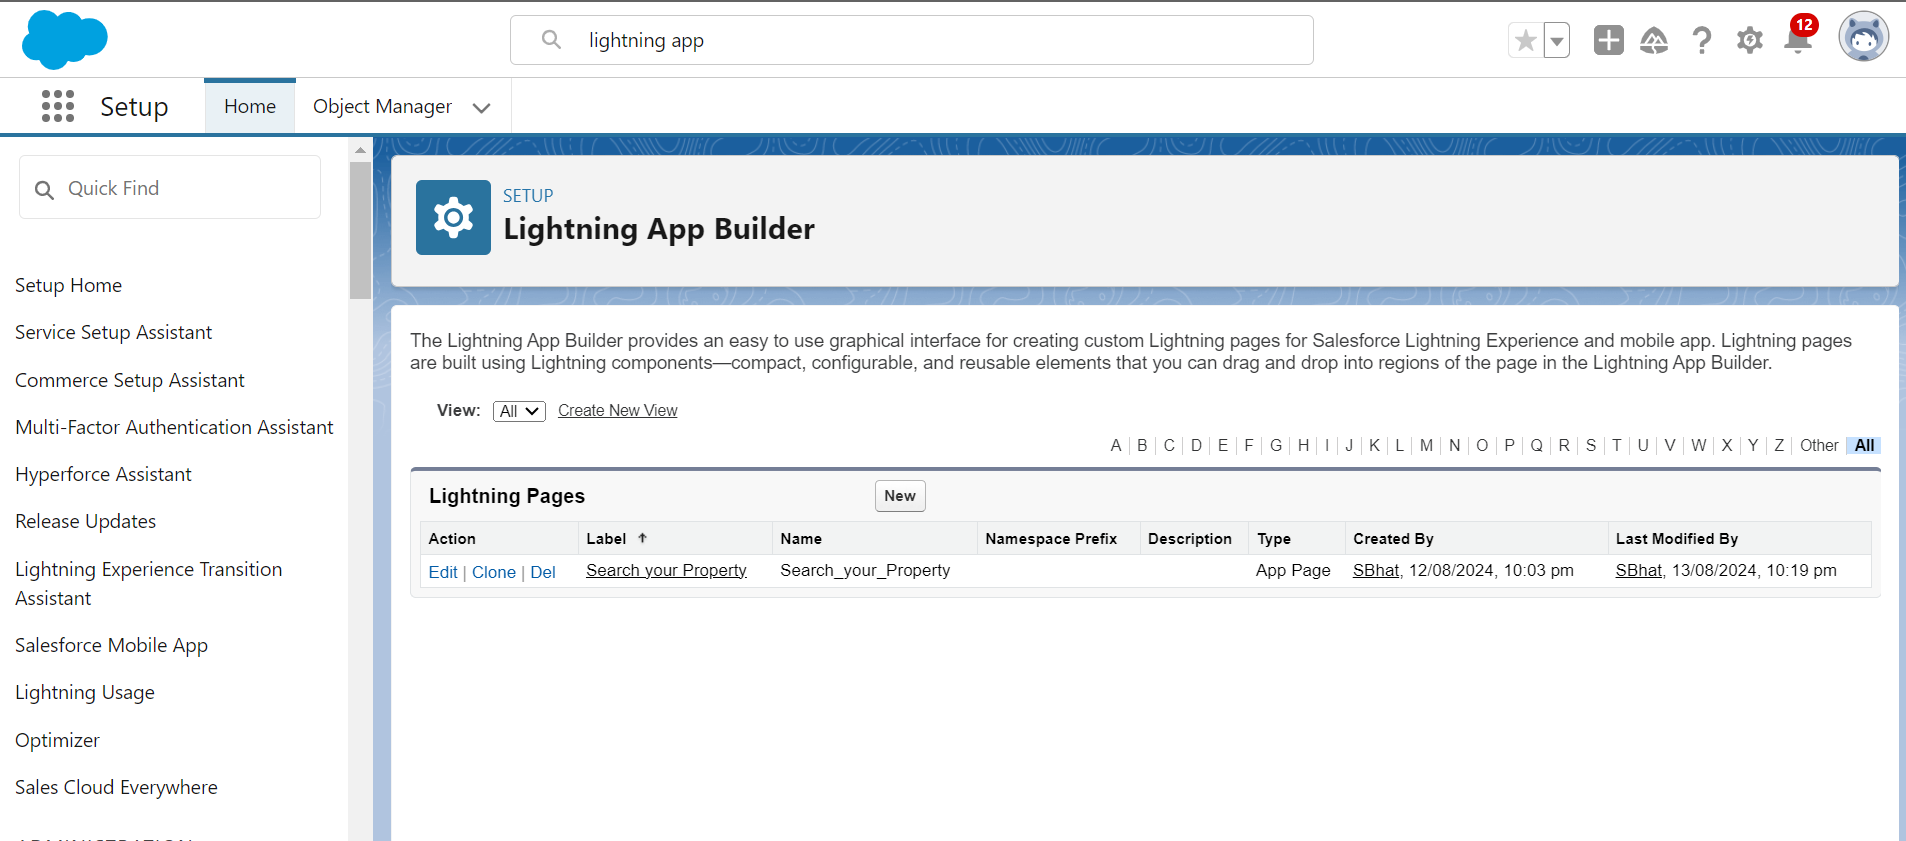 lightning app
12
Setup
Home
Object Manager
Quick Find
Setup Home
Service Setup Assistant
Commerce Setup Assistant
Multi-Factor Authentication Assistant
Hyperforce Assistant
Release Updates
Lightning Experience Transition
Assistant
Salesforce Mobile App
Lightning Usage
Optimizer
Sales Cloud Everywhere
ADMINISTRATION
SETUP
Lightning App Builder
The Lightning App Builder provides an easy to use graphical interface for creating custom Lightning pages for Salesforce Lightning Experience and mobile app. Lightning pages
are built using Lightning components—compact, configurable, and reusable elements that you can drag and drop into regions of the page in the Lightning App Builder.
View: All Create New View
A | B | C | D | E | F | G | H | I | J | K | L | M | N | O | P | Q | R | S | T | U | V | W | X | Y | Z | Other | All
Lightning Pages New
Action Label Name Namespace Prefix Description Type Created By Last Modified By
Edit | Clone | Del Search your Property Search_your_Property App Page SBhat, 12/08/2024, 10:03 pm SBhat, 13/08/2024, 10:19 pm